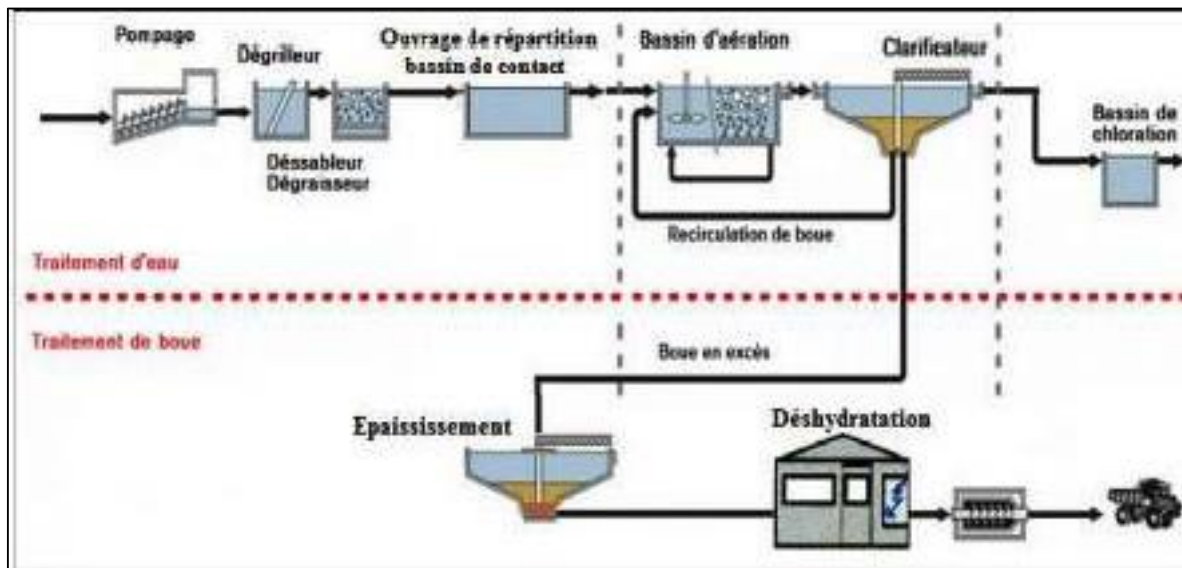 Pompage
Dégrilleur
Ouvrage de répartition
bassin de contact
Bassin d'aération
Clarificateur
Bassin de
chloration
Déssableur
Dégraisseur
Recirculation de boue
Traitement d'eau
Traitement de boue
Boue en excès
Epaississement
Déshydratation